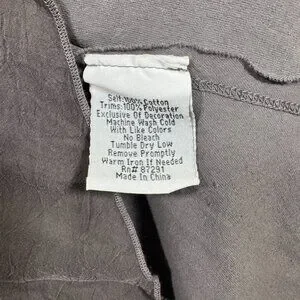 Self:100% Cotton
Trims:100% Polyester
Exclusive Of Decoration
Machine Wash Cold
With Like Colors
No Bleach
Tumble Dry Low
Remove Promptly
Warm Iron If Needed
Rn# 87291
Made In China